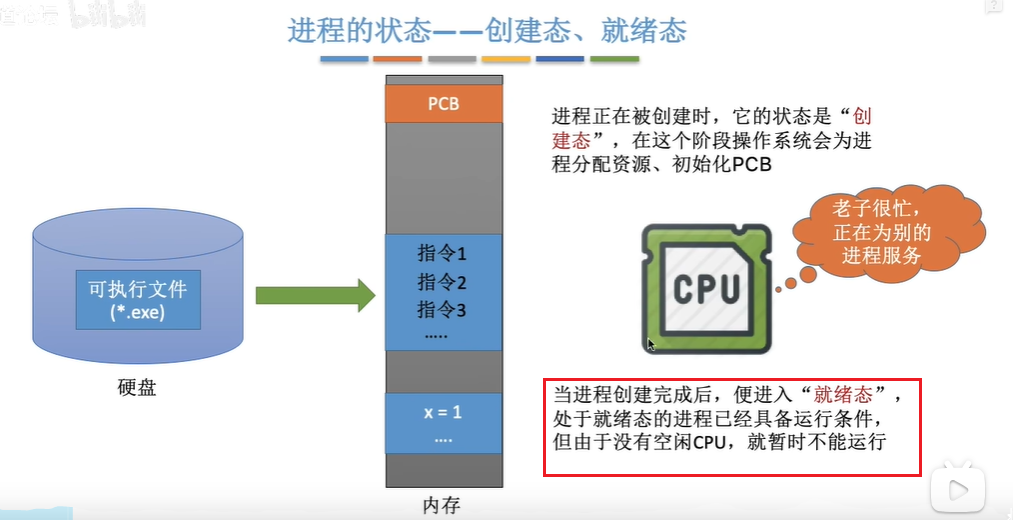 bilibili
进程的状态——创建态、就绪态
PCB
进程正在被创建时，它的状态是“创
建态”，在这个阶段操作系统会为进
程分配资源、初始化PCB
老子很忙，
正在为别的
进程服务
可执行文件
(*.exe)
硬盘
指令1
指令2
指令3
…..
CPU
x = 1
….
内存
当进程创建完成后，便进入“就绪态”，
处于就绪态的进程已经具备运行条件，
但由于没有空闲CPU，就暂时不能运行
?